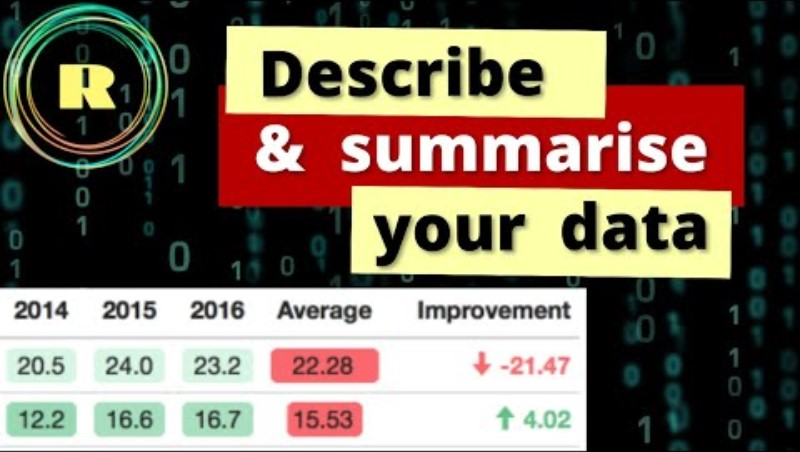 R
Describe
& summarise
your data
2014 2015 2016 Average Improvement
20.5 24.0 23.2 22.28 -21.47
12.2 16.6 16.7 15.53 4.02